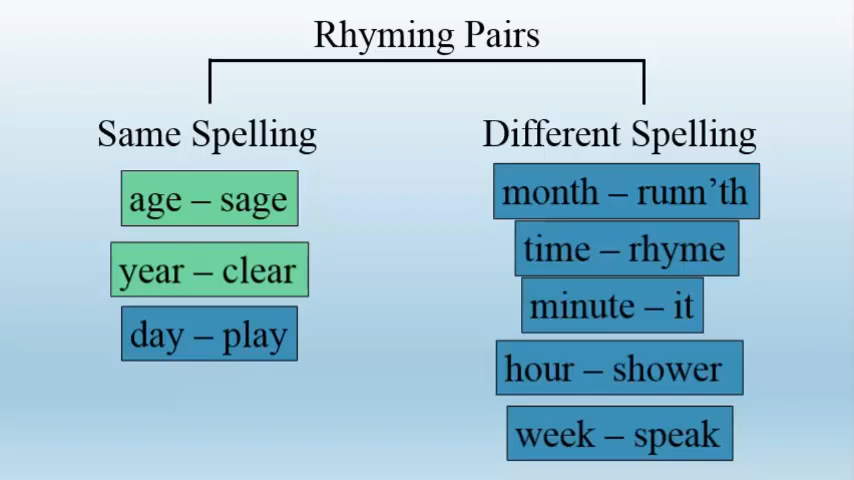 Rhyming Pairs
Same Spelling
age – sage
year – clear
day – play
Different Spelling
month – runn’th
time – rhyme
minute – it
hour – shower
week – speak